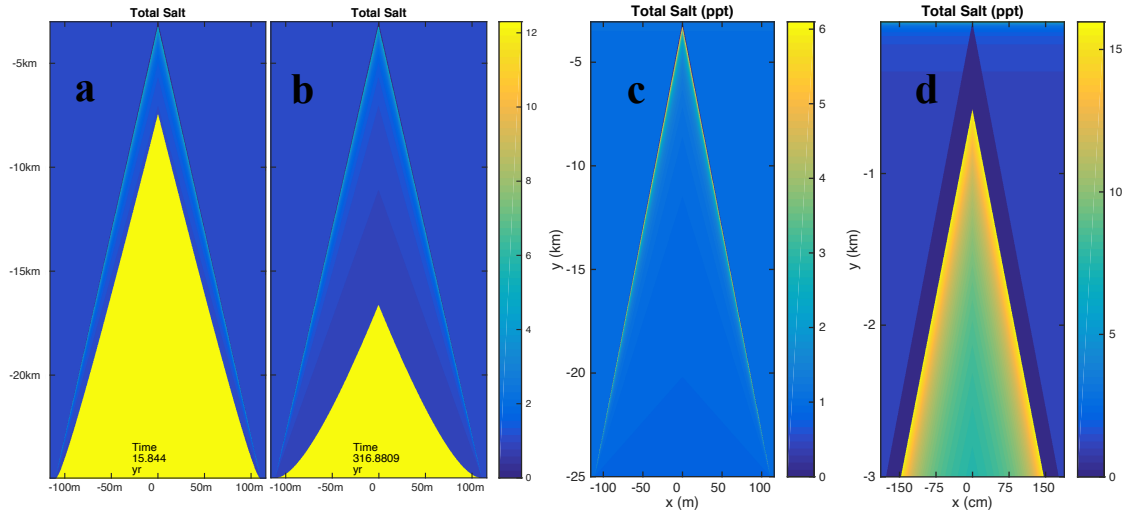 Total Salt
a
-5km
-10km
-15km
-20km
Time
15.844
yr
-100m -50m 0 50m 100m
Total Salt
b
Time
316.8809
yr
-100m -50m 0 50m 100m
12
10
8
6
4
2
0
Total Salt (ppt)
c
y (km)
-5
-10
-15
-20
-25
-100 -50 0 50 100
x (m)
6
5
4
3
2
1
0
Total Salt (ppt)
d
y (km)
-1
-2
-3
-150 -75 0 75 150
x (cm)
15
10
5
0